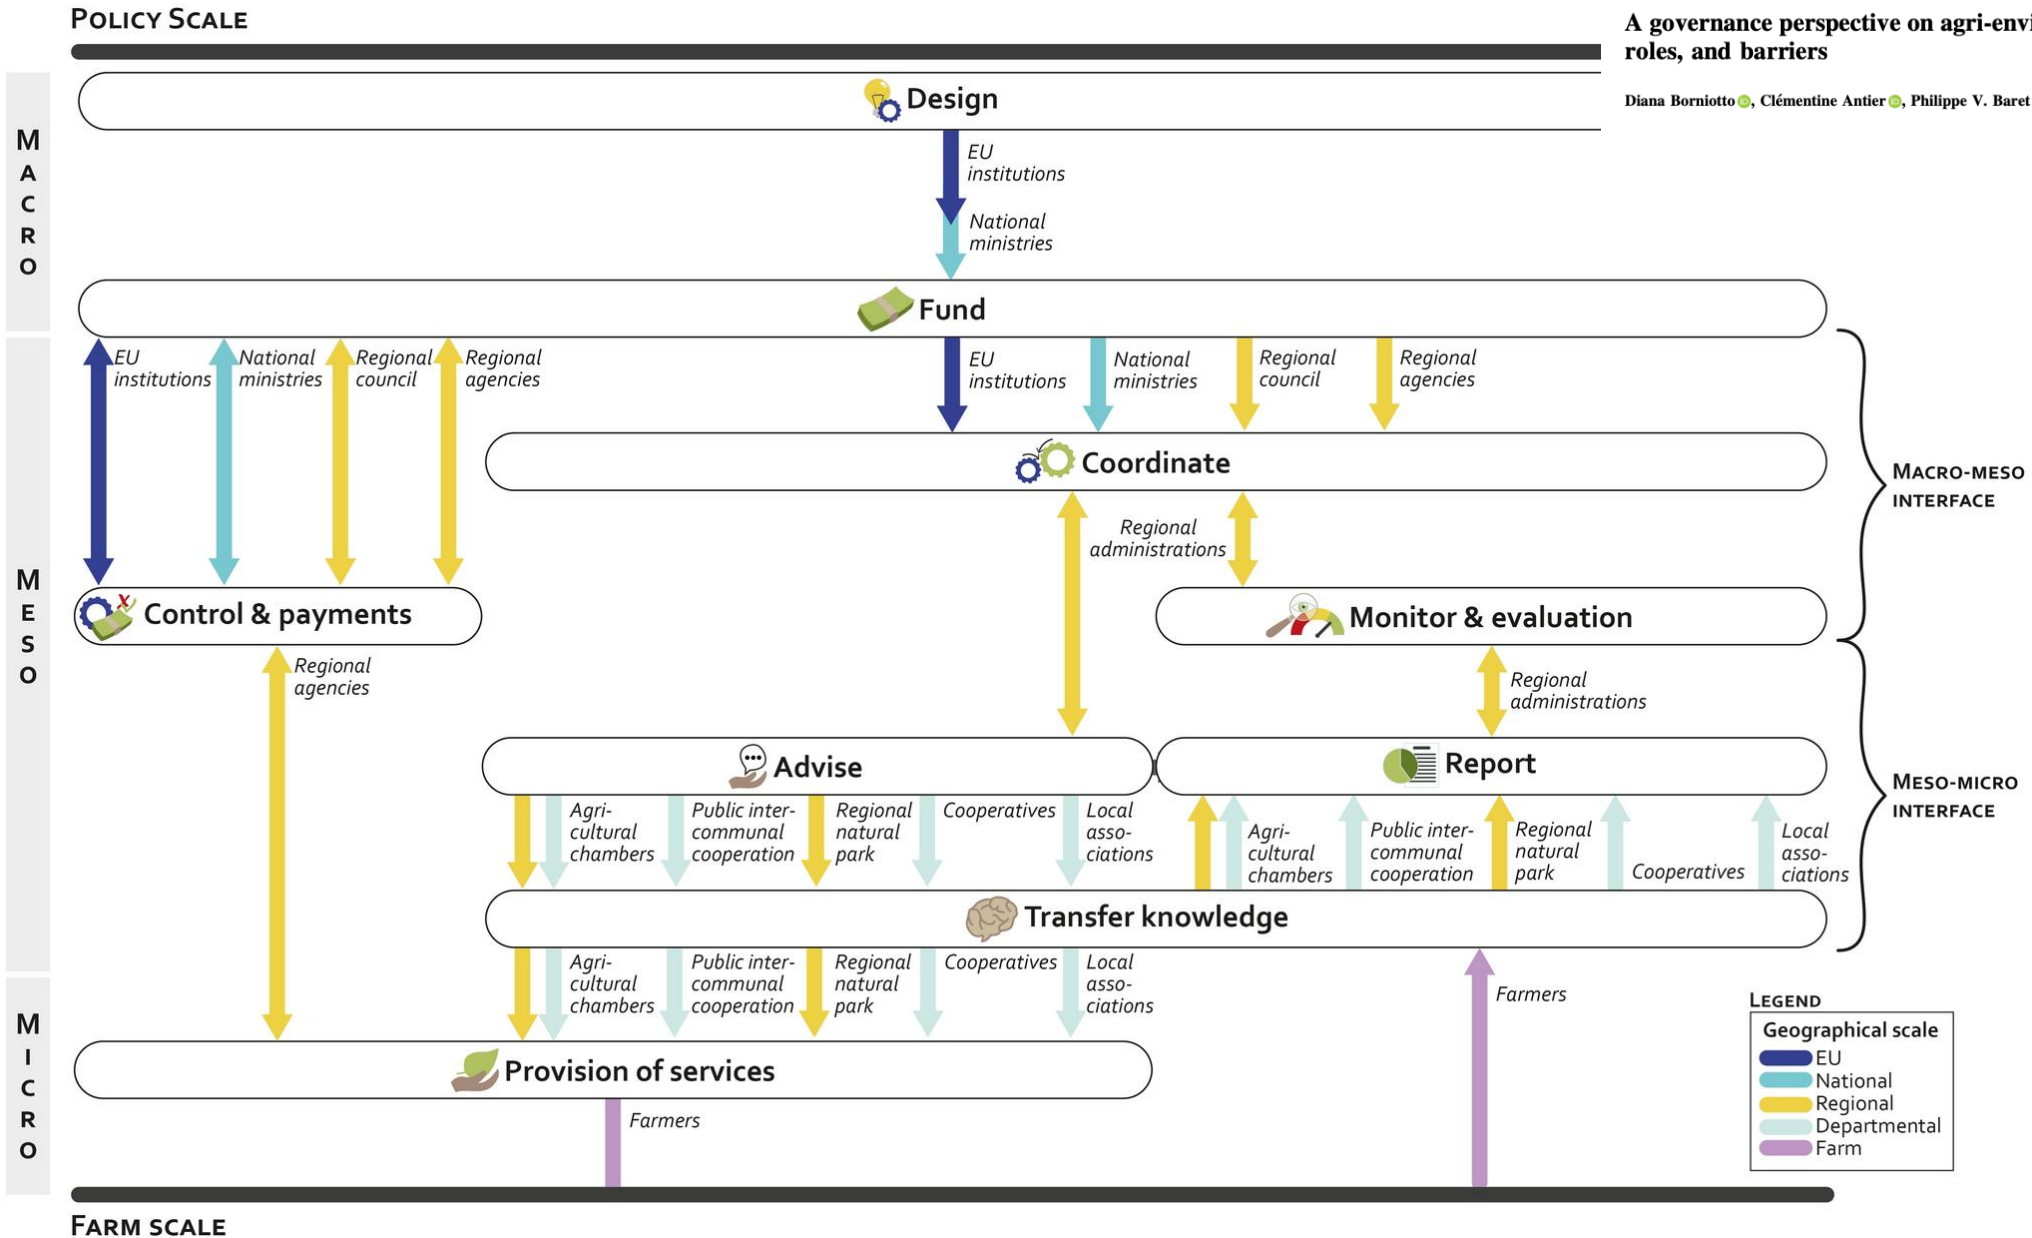 POLICY SCALE
A governance perspective on agri-envi
roles, and barriers
Diana Borniotto, Clémentine Antier, Philippe V. Baret
MACRO
Design
EU
institutions
National
ministries
Fund
MESO
EU
institutions
National
ministries
Regional
council
Regional
agencies
EU
institutions
National
ministries
Regional
council
Regional
agencies
Coordinate
MACRO-MESO
INTERFACE
Regional
administrations
Control & payments
Monitor & evaluation
Regional
agencies
Regional
administrations
Advise
Report
MESO-MICRO
INTERFACE
Agri-
cultural
chambers
Public inter-
communal
cooperation
Regional
natural
park
Cooperatives
Local
asso-
ciations
Agri-
cultural
chambers
Public inter-
communal
cooperation
Regional
natural
park
Cooperatives
Local
asso-
ciations
Transfer knowledge
MICRO
Agri-
cultural
chambers
Public inter-
communal
cooperation
Regional
natural
park
Cooperatives
Local
asso-
ciations
Farmers
Provision of services
Farmers
LEGEND
Geographical scale
EU
National
Regional
Departmental
Farm
FARM SCALE